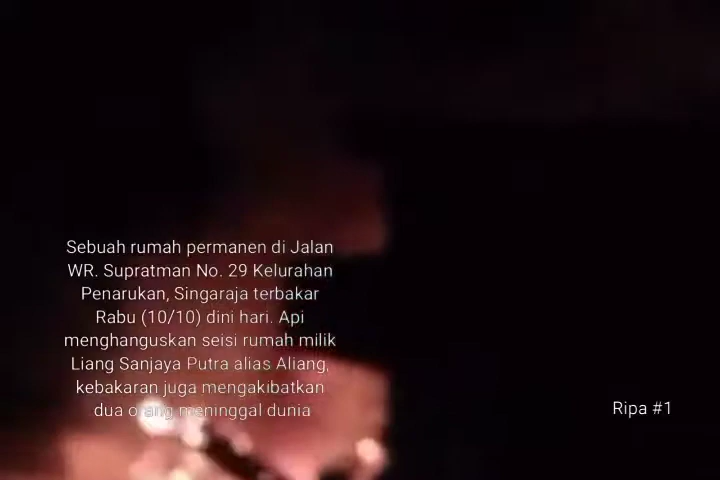 Sebuah rumah permanen di Jalan
WR. Supratman No. 29 Kelurahan
Penarukan, Singaraja terbakar
Rabu (10/10) dini hari. Api
menghanguskan seisi rumah milik
Liang Sanjaya Putra alias Aliang,
kebakaran juga mengakibatkan
dua orang meninggal dunia
Ripa #1